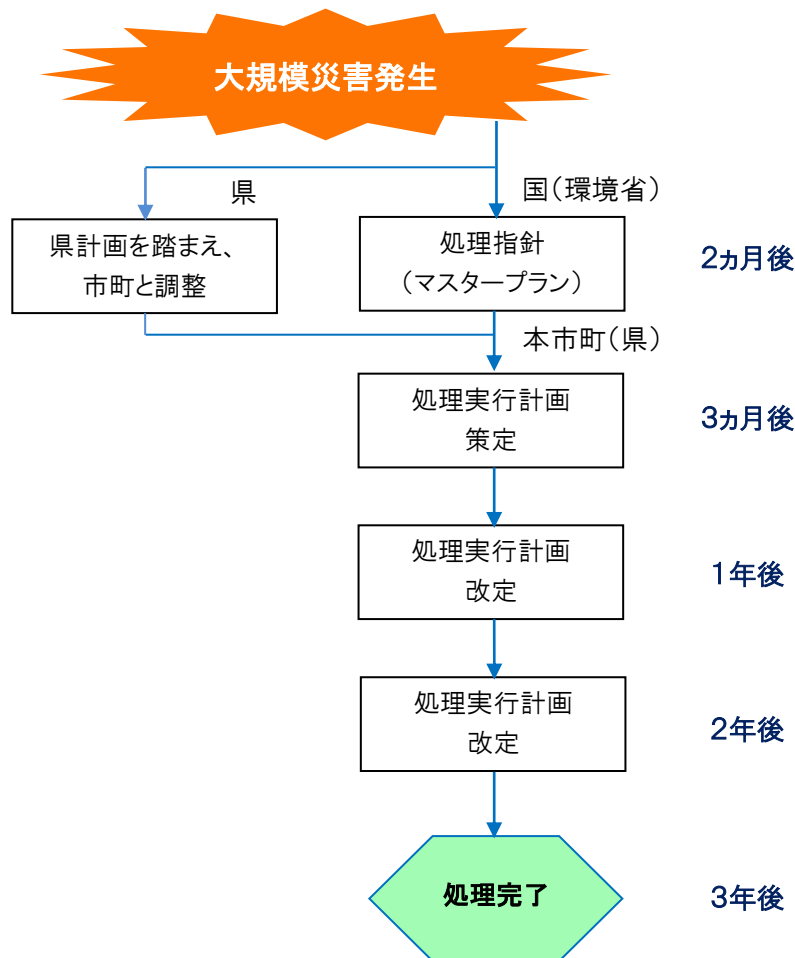 大規模災害発生
県
国（環境省）
県計画を踏まえ、
市町と調整
処理指針
（マスタープラン）
2ヵ月後
本市町（県）
処理実行計画
策定
3ヵ月後
処理実行計画
改定
1年後
処理実行計画
改定
2年後
処理完了
3年後